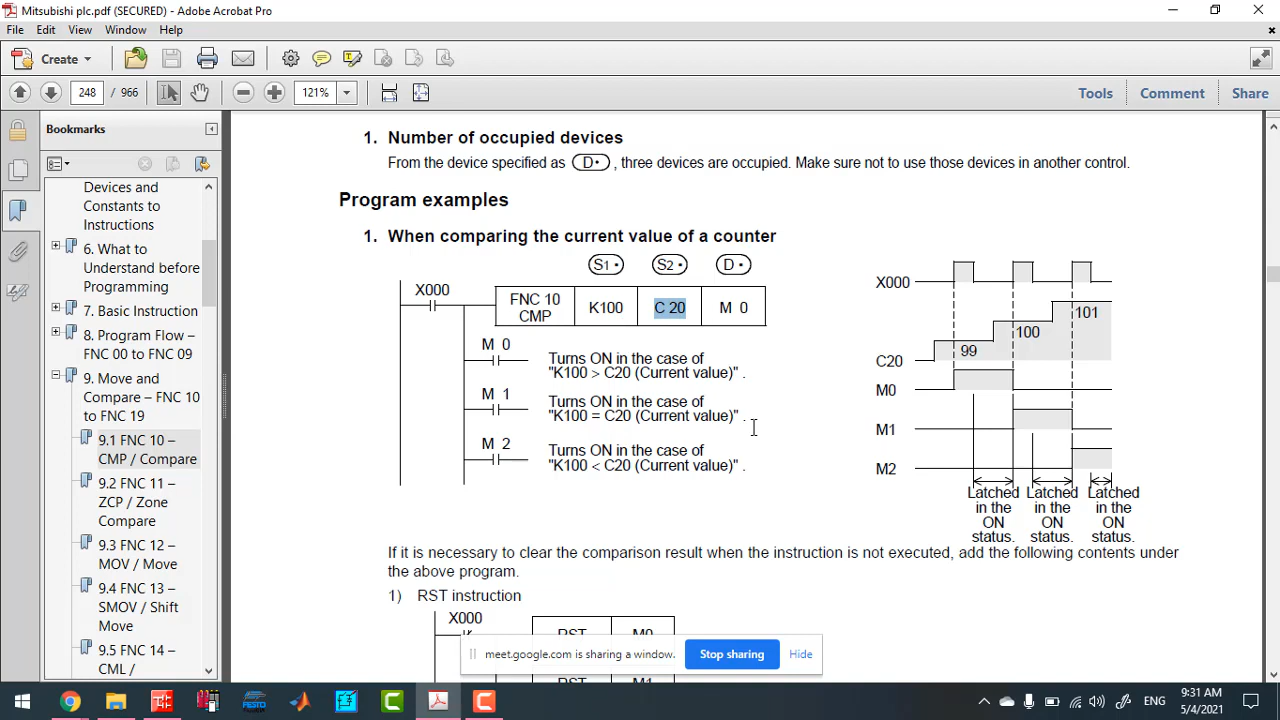 Mitsubishi plc.pdf (SECURED) - Adobe Acrobat Pro
File Edit View Window Help
Create
248 / 966 121% Tools Comment Share
Bookmarks
Devices and
Constants to
Instructions
6. What to
Understand before
Programming
7. Basic Instruction
8. Program Flow –
FNC 00 to FNC 09
9. Move and
Compare – FNC 10
to FNC 19
9.1 FNC 10 –
CMP / Compare
9.2 FNC 11 –
ZCP / Zone
Compare
9.3 FNC 12 –
MOV / Move
9.4 FNC 13 –
SMOV / Shift
Move
9.5 FNC 14 –
CML /
1. Number of occupied devices
From the device specified as D• , three devices are occupied. Make sure not to use those devices in another control.
Program examples
1. When comparing the current value of a counter
S1• S2• D•
X000
FNC 10
CMP
K100 C 20 M 0
M 0
Turns ON in the case of
"K100 > C20 (Current value)" .
M 1
Turns ON in the case of
"K100 = C20 (Current value)" .
M 2
Turns ON in the case of
"K100 < C20 (Current value)" .
X000
101
100
99
C20
M0
M1
M2
Latched
in the
ON
status.
Latched
in the
ON
status.
Latched
in the
ON
status.
If it is necessary to clear the comparison result when the instruction is not executed, add the following contents under
the above program.
1) RST instruction
X000
RST M0
RST M1
meet.google.com is sharing a window. Stop sharing Hide
ENG
9:31 AM
5/4/2021